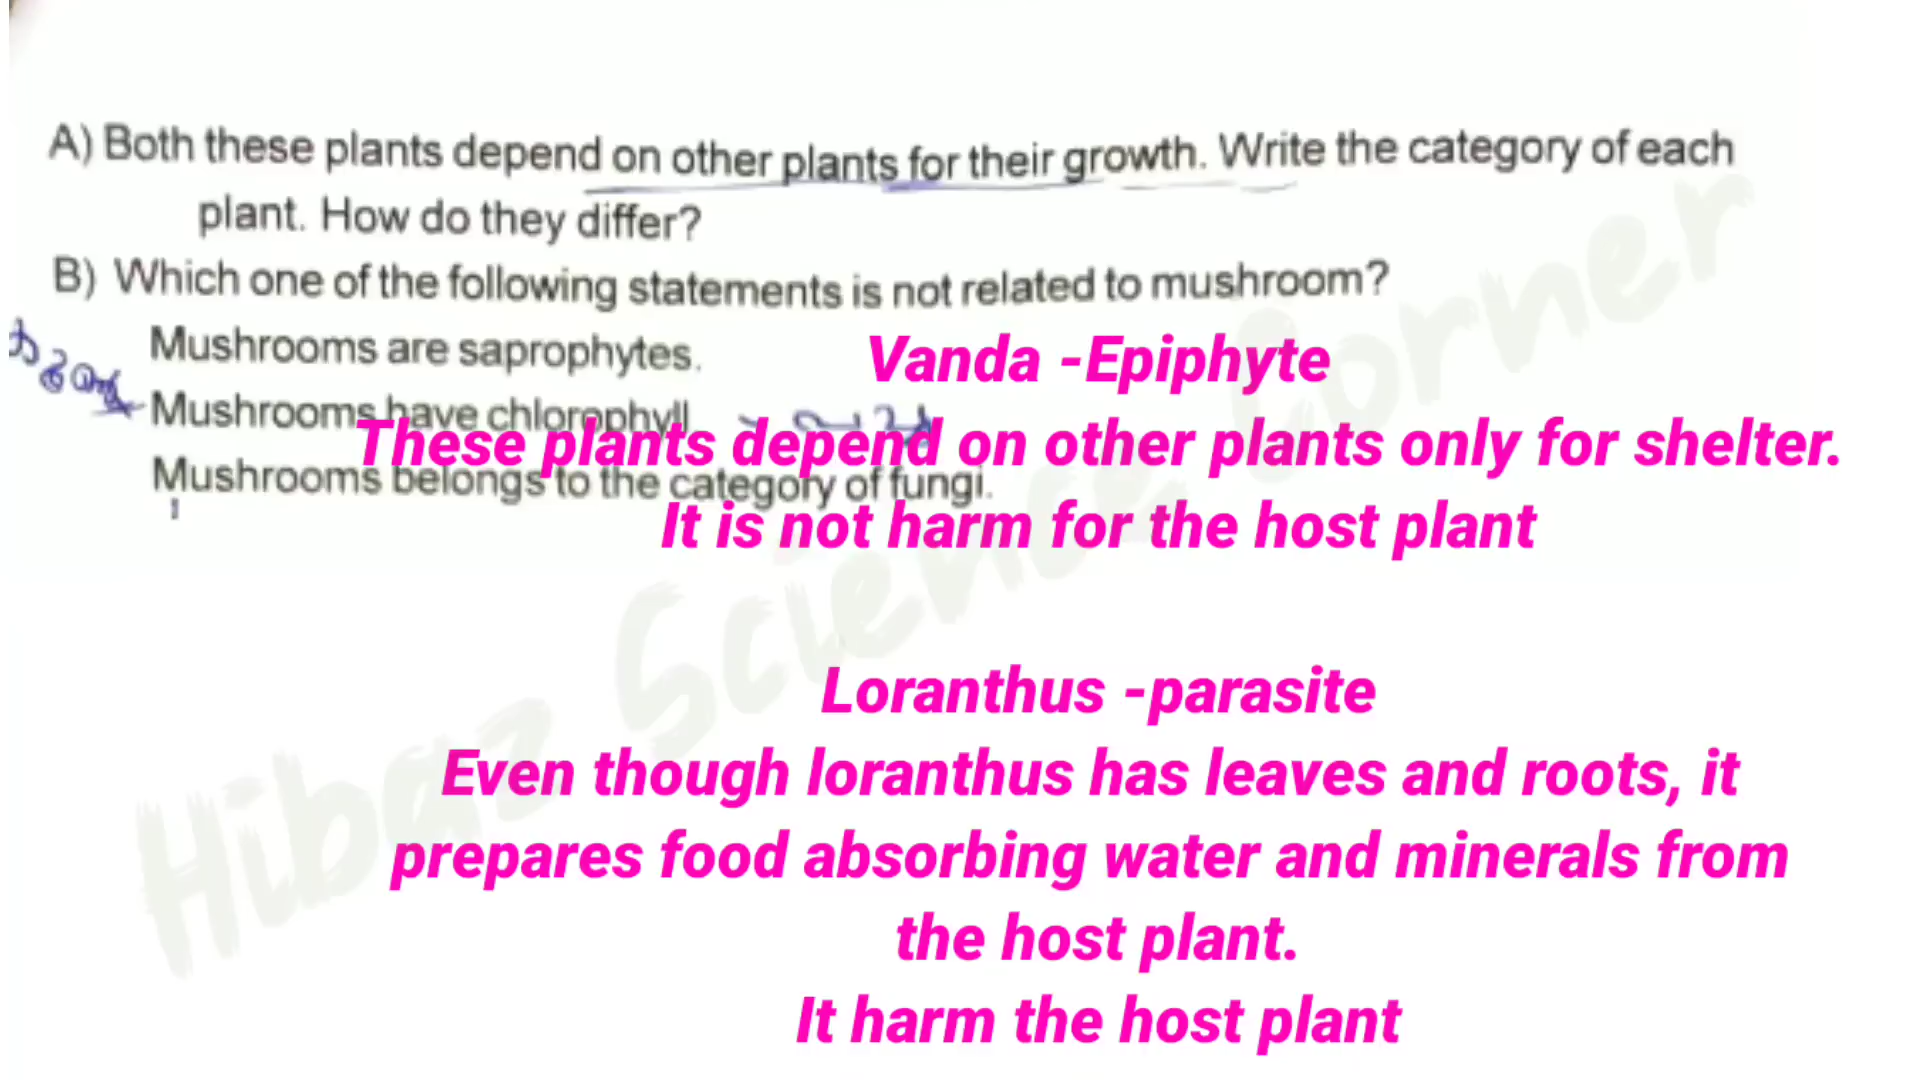 A) Both these plants depend on other plants for their growth. Write the category of each
plant. How do they differ?
B) Which one of the following statements is not related to mushroom?
Mushrooms are saprophytes.
Mushrooms have chlorophyll
Mushrooms belongs to the category of fungi.
Vanda -Epiphyte
These plants depend on other plants only for shelter.
It is not harm for the host plant
Loranthus -parasite
Even though loranthus has leaves and roots, it
prepares food absorbing water and minerals from
the host plant.
It harm the host plant
Hibaz Science Corner